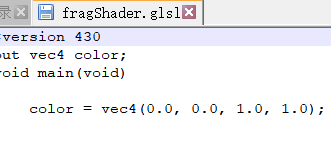 录
fragShader.glsl
version 430
out vec4 color;
void main(void)
color = vec4(0.0, 0.0, 1.0, 1.0);